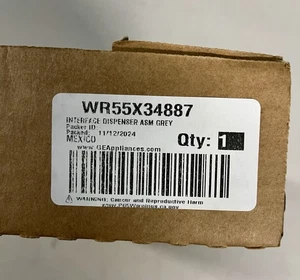 WR55X34887
INTERFACE DISPENSER ASM GREY
Packer ID
Packed: 11/12/2024
MEXICO
Qty: 1
www.GEAppliances.com
WARNING: Cancer and Reproductive Harm
www.P65Warnings.ca.gov